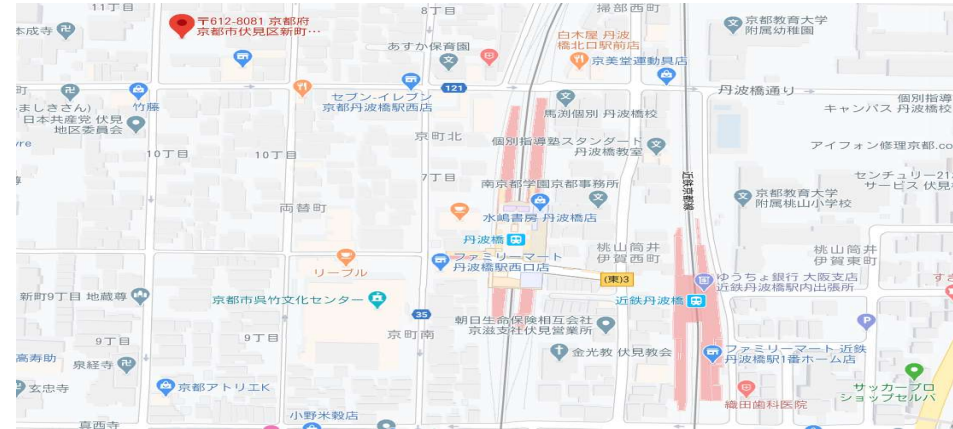 11丁目
〒612-8081 京都府
京都市伏見区新町…
本成寺
8丁目
掃部西町
京都教育大学
附属幼稚園
あすか保育園
白木屋 丹波
橋北口駅前店
京美堂運動具店
セブン-イレブン
京都丹波橋駅西店
121
丹波橋通り
個別指導
キャンパス 丹波橋校
町
竹藤
ましきさん)
日本共産党 伏見
地区委員会
vre
馬渕個別 丹波橋校
京町北
個別指導塾スタンダード
丹波橋教室
アイフォン修理京都.co
10丁目
10丁目
7丁目
南京都学園京都事務所
近鉄京都線
センチュリー21
サービス 伏見
京都教育大学
附属桃山小学校
両替町
水嶋書房 丹波橋店
丹波橋
桃山筒井
伊賀西町
桃山筒井
伊賀東町
リーブル
ファミリーマート
丹波橋駅西口店
(東)3
ゆうちょ銀行 大阪支店
近鉄丹波橋駅内出張所
す
新町9丁目 地蔵尊
京都市呉竹文化センター
近鉄丹波橋
35
朝日生命保険相互会社
京滋支社伏見営業所
京町南
P
9丁目
9丁目
高寿助
泉経寺
金光教 伏見教会
ファミリーマート 近鉄
丹波橋駅1番ホーム店
玄忠寺
京都アトリエK
織田歯科医院
サッカープロ
ショップセルバ
小野米穀店
真西寺